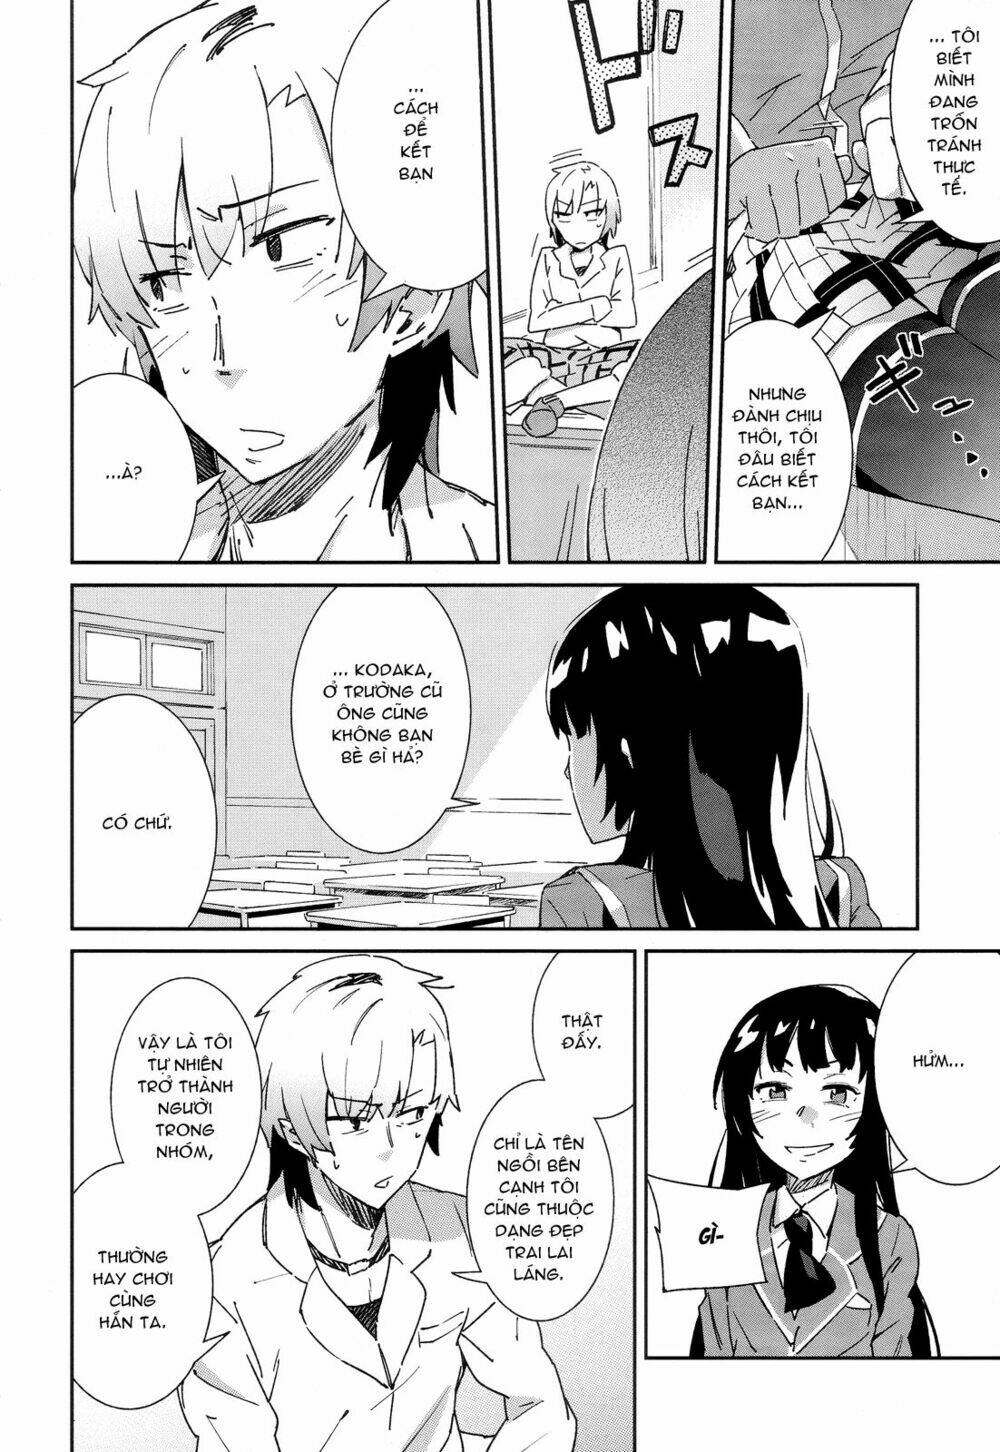 ... TÔI
BIẾT
MÌNH
ĐANG
TRỐN
TRÁNH
THỰC
TẾ.
NHƯNG
ĐÀNH CHỊU
THÔI, TÔI
ĐÂU BIẾT
CÁCH KẾT
BẠN...
ドス
...
CÁCH
ĐỂ
KẾT
BẠN
...À?
... KODAKA,
Ở TRƯỜNG CŨ
ÔNG CŨNG
KHÔNG BẠN
BÈ GÌ HẢ?
CÓ CHỨ.
HỬM...
GÌ-
THẬT
ĐẤY.
CHỈ LÀ TÊN
NGỒI BÊN
CẠNH TÔI
CŨNG THUỘC
DẠNG ĐẸP
TRAI LAI
LÁNG.
VẬY LÀ TÔI
TỰ NHIÊN
TRỞ THÀNH
NGƯỜI
TRONG
NHÓM,
THƯỜNG
HAY CHƠI
CÙNG
HẮN TA.